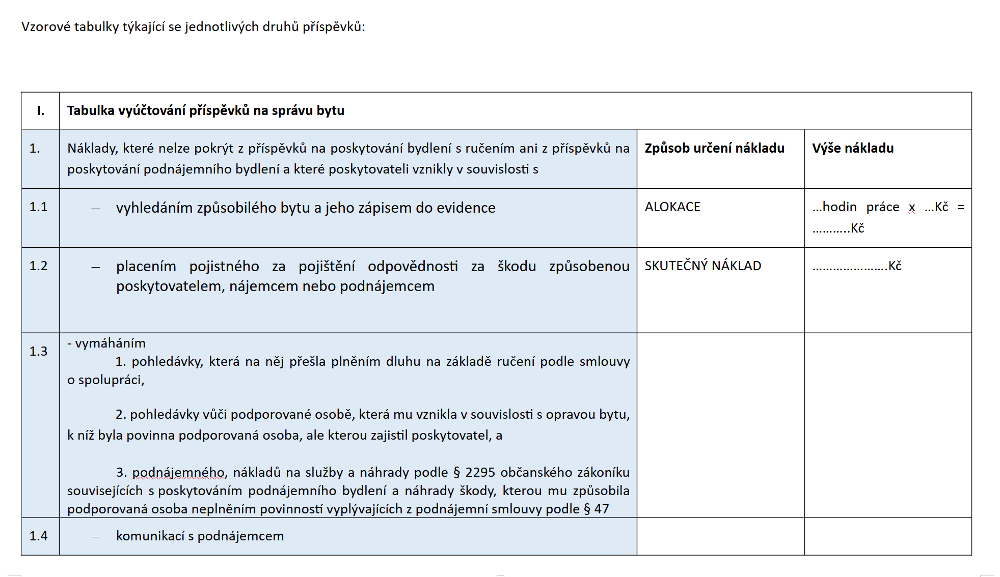 Vzorové tabulky týkající se jednotlivých druhů příspěvků:
I. Tabulka vyúčtování příspěvků na správu bytu
1. Náklady, které nelze pokrýt z příspěvků na poskytování bydlení s ručením ani z příspěvků na
poskytování podnájemního bydlení a které poskytovateli vznikly v souvislosti s
Způsob určení nákladu
Výše nákladu
1.1 – vyhledáním způsobilého bytu a jeho zápisem do evidence
ALOKACE
...hodin práce x ...Kč =
………..Kč
1.2 – placením pojistného za pojištění odpovědnosti za škodu způsobenou
poskytovatelem, nájemcem nebo podnájemcem
SKUTEČNÝ NÁKLAD
………………….Kč
1.3 - vymáháním
1. pohledávky, která na něj přešla plněním dluhu na základě ručení podle smlouvy
o spolupráci,
2. pohledávky vůči podporované osobě, která mu vznikla v souvislosti s opravou bytu,
k níž byla povinna podporovaná osoba, ale kterou zajistil poskytovatel, a
3. podnájemného, nákladů na služby a náhrady podle § 2295 občanského zákoníku
souvisejících s poskytováním podnájemního bydlení a náhrady škody, kterou mu způsobila
podporovaná osoba neplněním povinností vyplývajících z podnájemní smlouvy podle § 47
1.4 – komunikací s podnájemcem